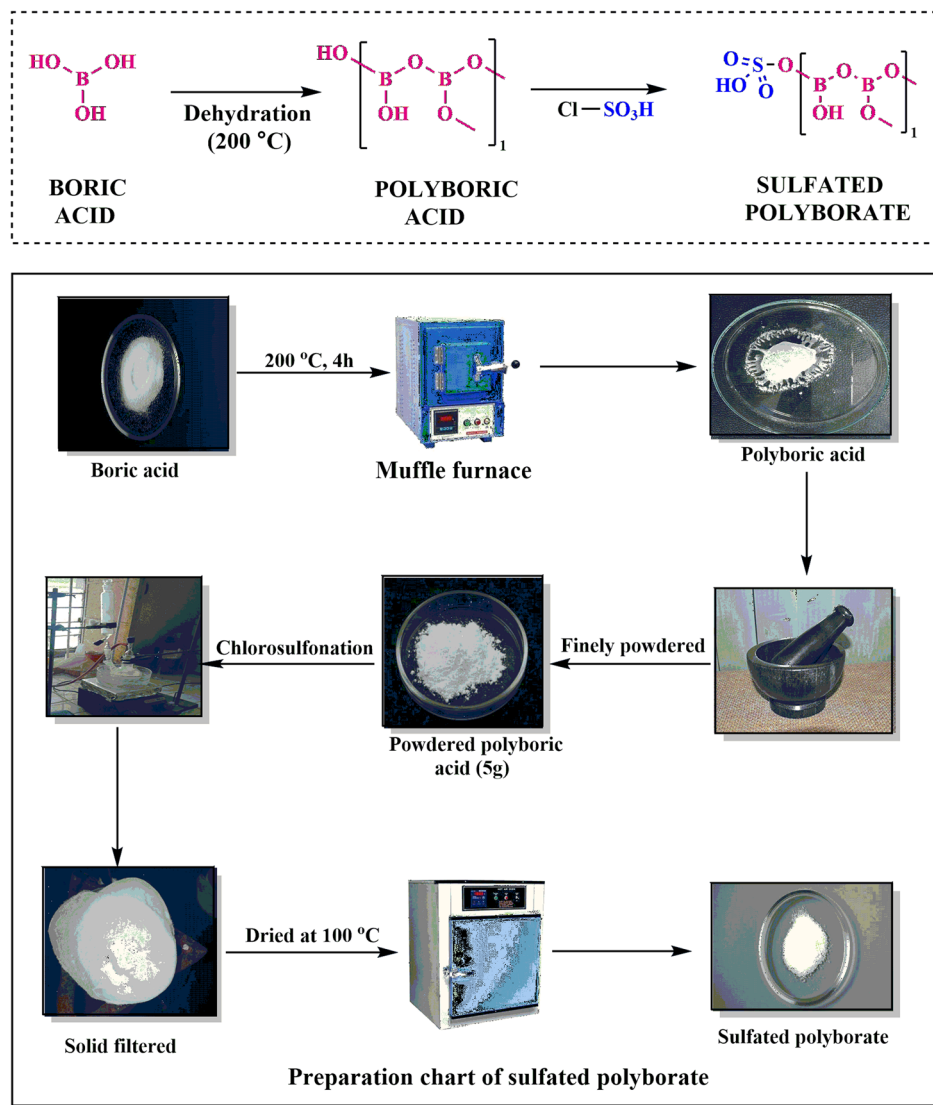 HO
OH
B
OH
Dehydration
(200 °C)
BORIC
ACID
HO
B
O
B
O
OH
O
1
POLYBORIC
ACID
Cl
SO3H
O
S
O
HO
O
B
O
B
O
OH
O
1
SULFATED
POLYBORATE
Boric acid
200 °C, 4h
Muffle furnace
Polyboric acid
Chlorosulfonation
Powdered polyboric
acid (5g)
Finely powdered
Solid filtered
Dried at 100 °C
Sulfated polyborate
Preparation chart of sulfated polyborate